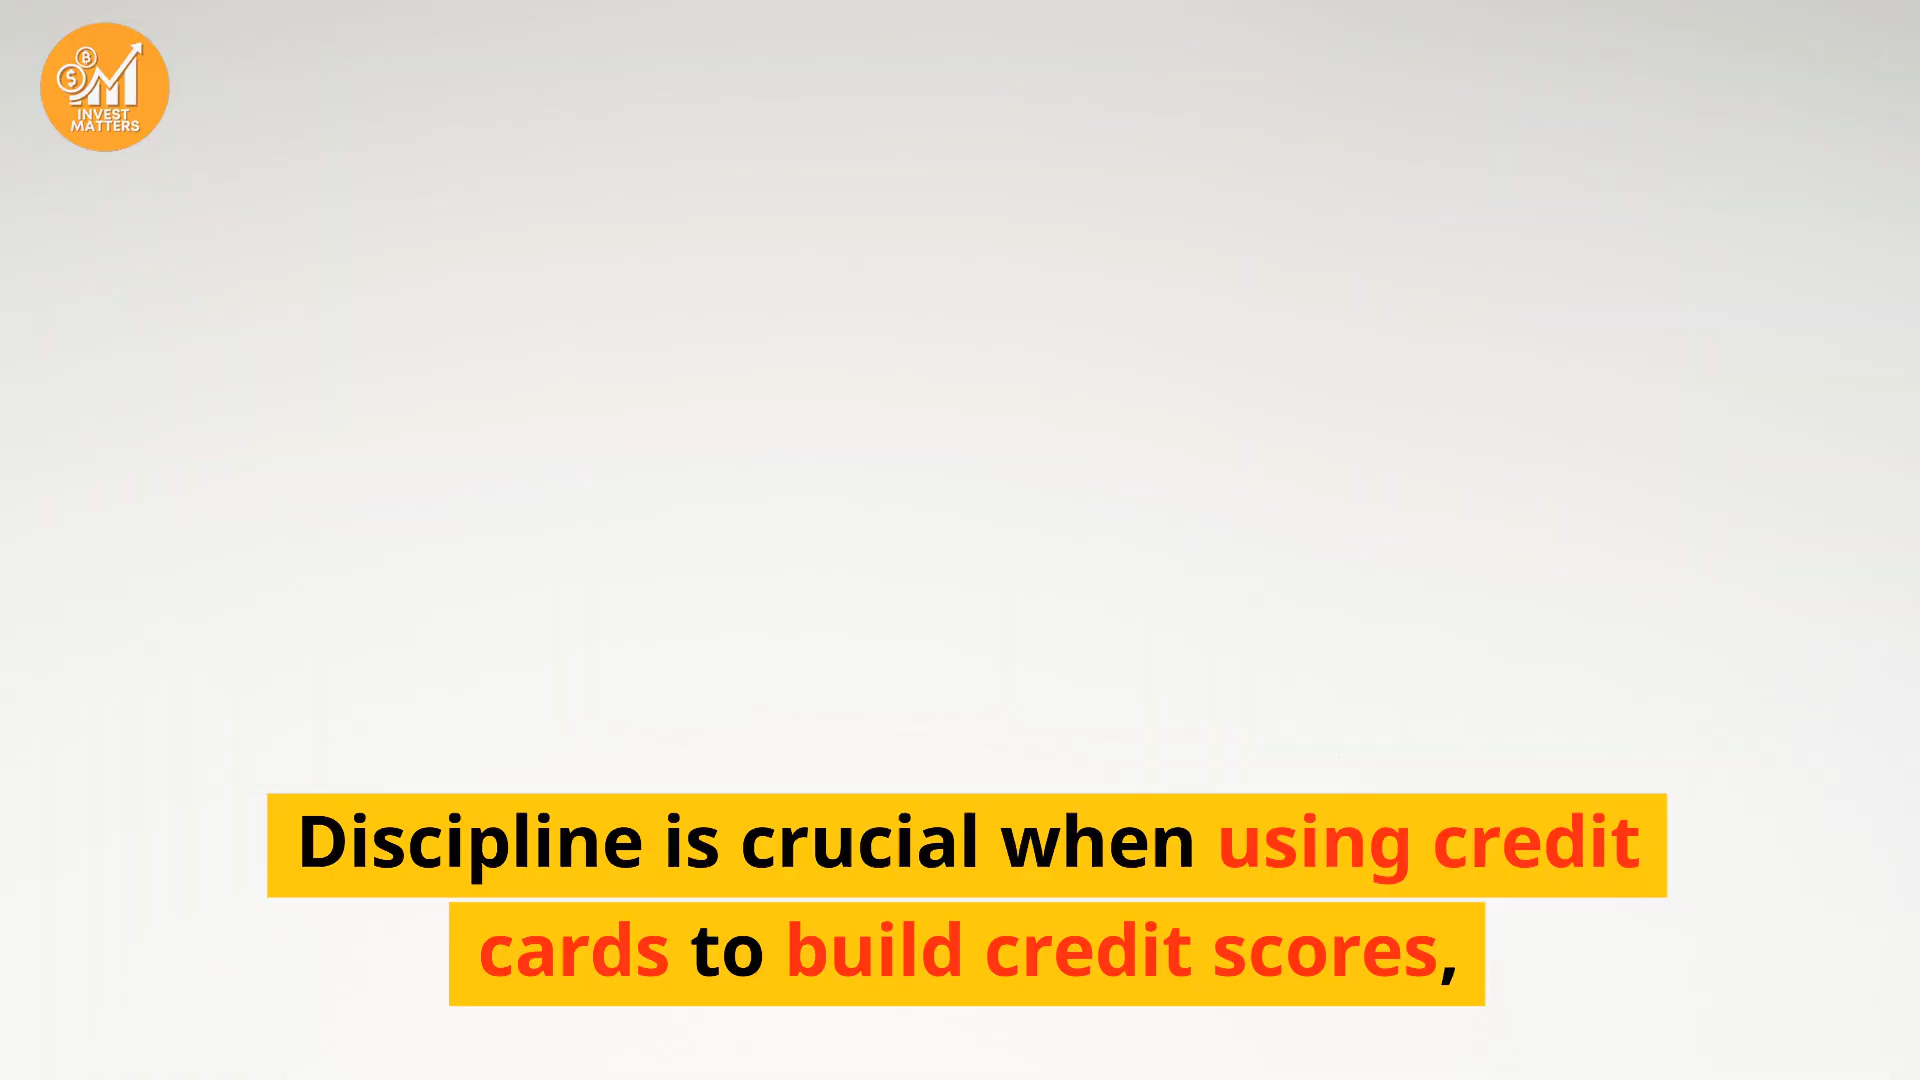 $
B
INVEST
MATTERS
Discipline is crucial when using credit
cards to build credit scores,